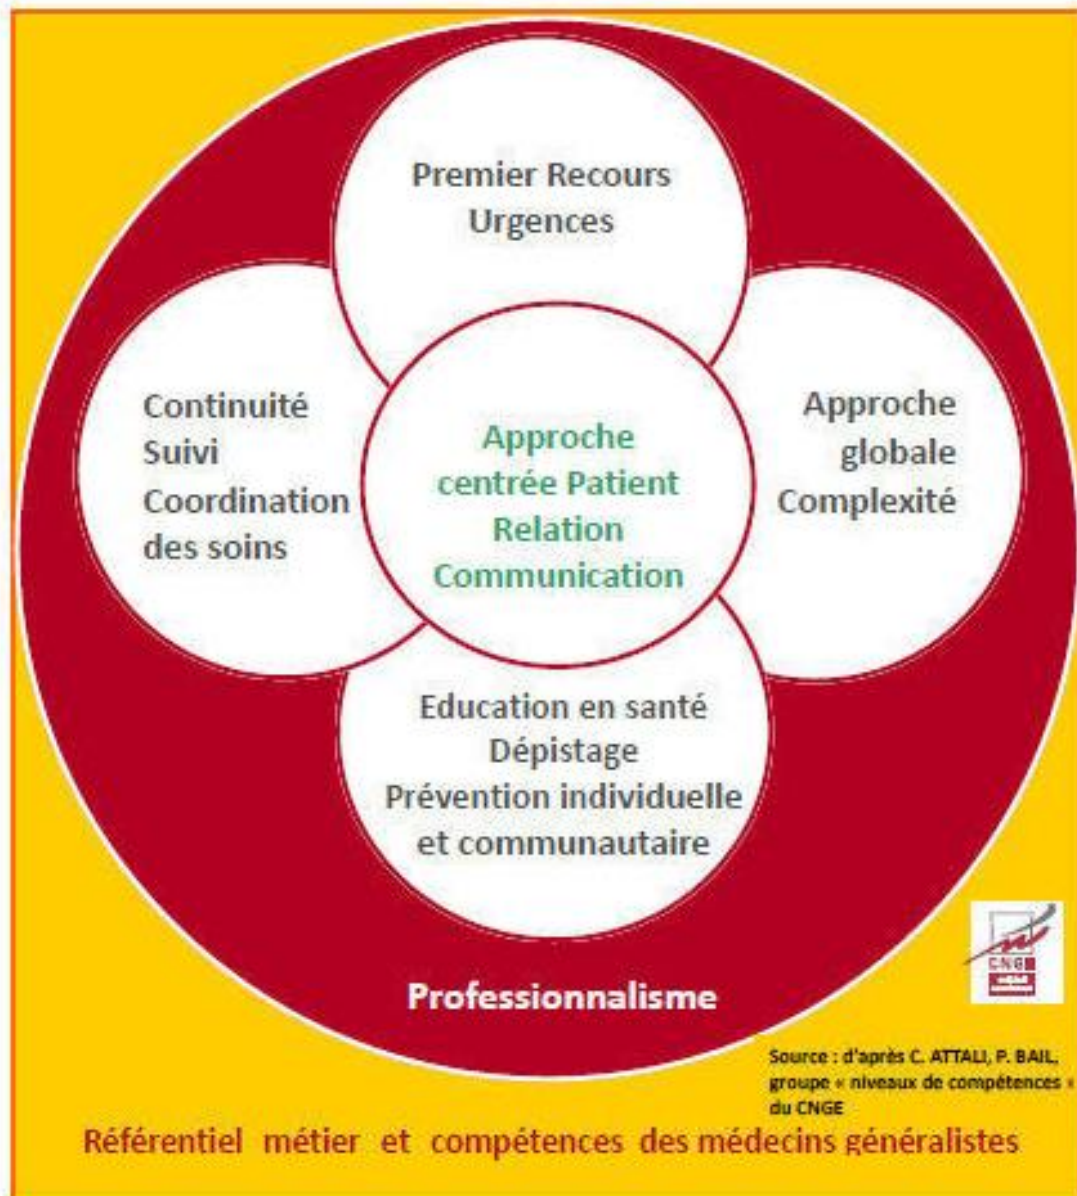 Premier Recours
Urgences
Continuité
Suivi
Coordination
des soins
Approche
centrée Patient
Relation
Communication
Approche
globale
Complexité
Education en santé
Dépistage
Prévention individuelle
et communautaire
Professionnalisme
CNGE
Source : d'après C. ATTALI, P. BAIL,
groupe « niveaux de compétences »
du CNGE
Référentiel métier et compétences des médecins généralistes